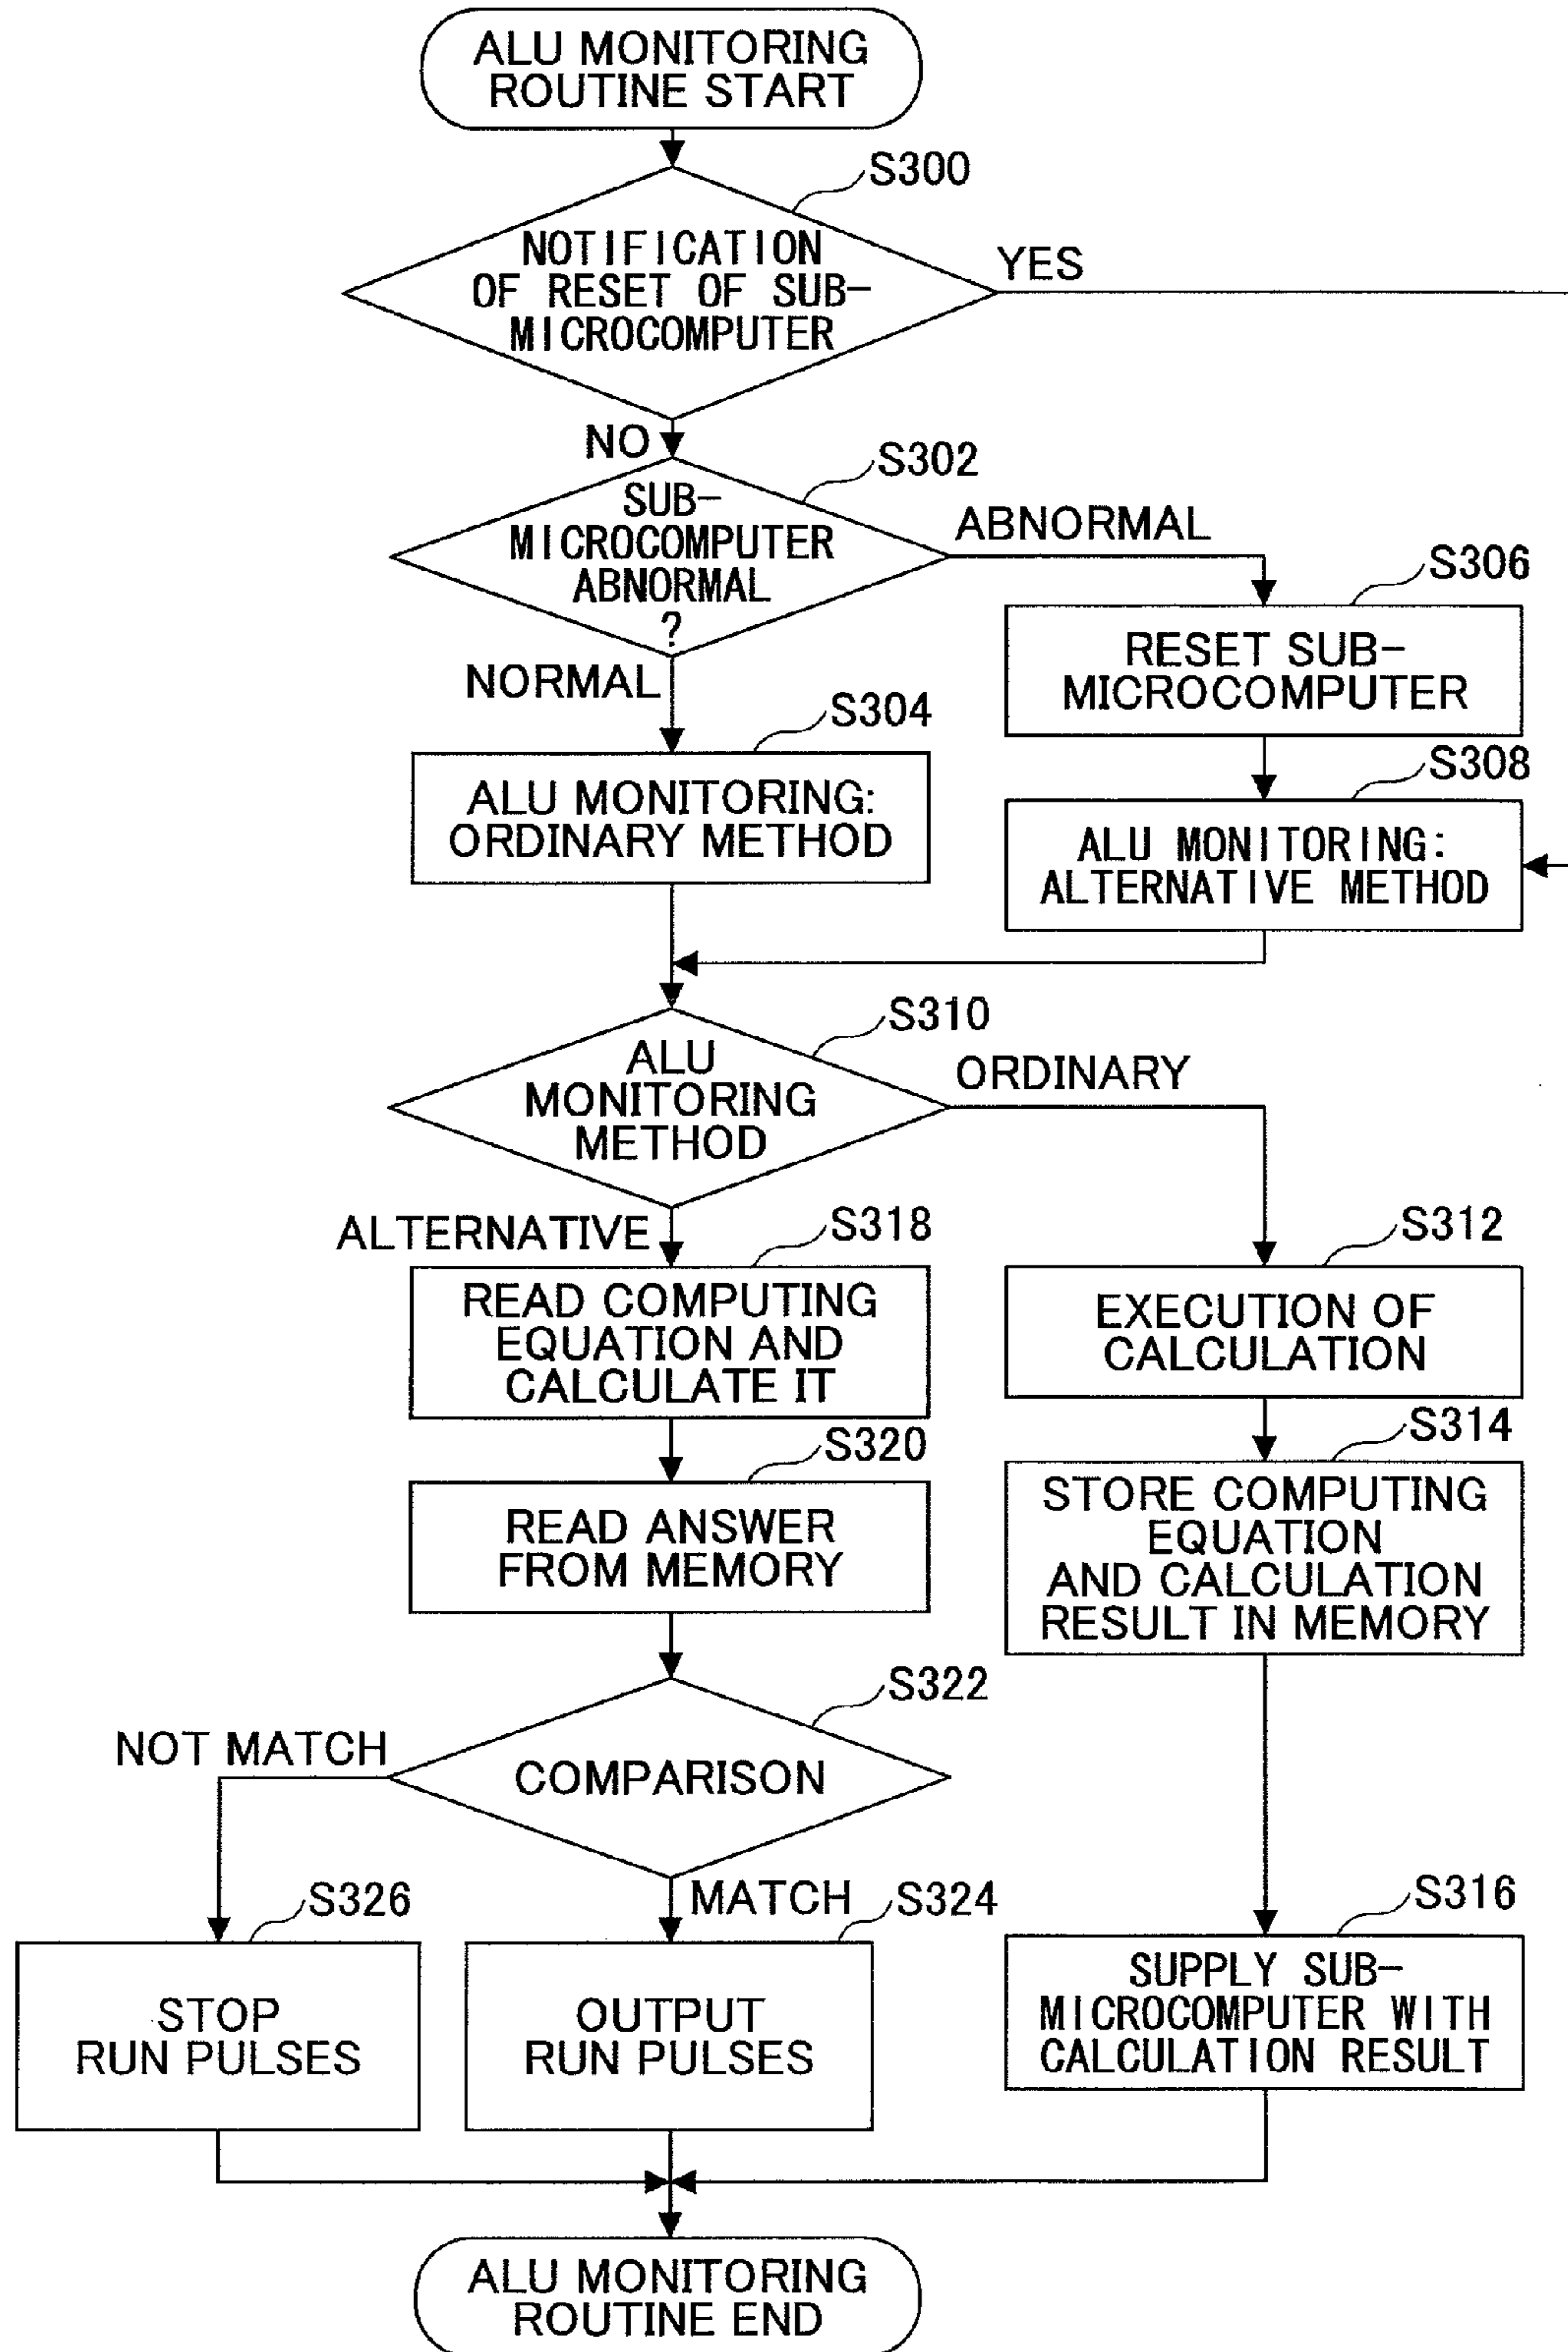 ALU MONITORING
ROUTINE START
S300
NOTIFICATION
OF RESET OF SUB-
MICROCOMPUTER
YES
NO
S302
SUB-
MICROCOMPUTER
ABNORMAL
?
ABNORMAL
S306
RESET SUB-
MICROCOMPUTER
NORMAL
S304
ALU MONITORING:
ORDINARY METHOD
S308
ALU MONITORING:
ALTERNATIVE METHOD
S310
ALU
MONITORING
METHOD
ORDINARY
ALTERNATIVE
S318
READ COMPUTING
EQUATION AND
CALCULATE IT
S312
EXECUTION OF
CALCULATION
S320
READ ANSWER
FROM MEMORY
S314
STORE COMPUTING
EQUATION
AND CALCULATION
RESULT IN MEMORY
S322
COMPARISON
NOT MATCH
MATCH
S326
STOP
RUN PULSES
S324
OUTPUT
RUN PULSES
S316
SUPPLY SUB-
MICROCOMPUTER WITH
CALCULATION RESULT
ALU MONITORING
ROUTINE END